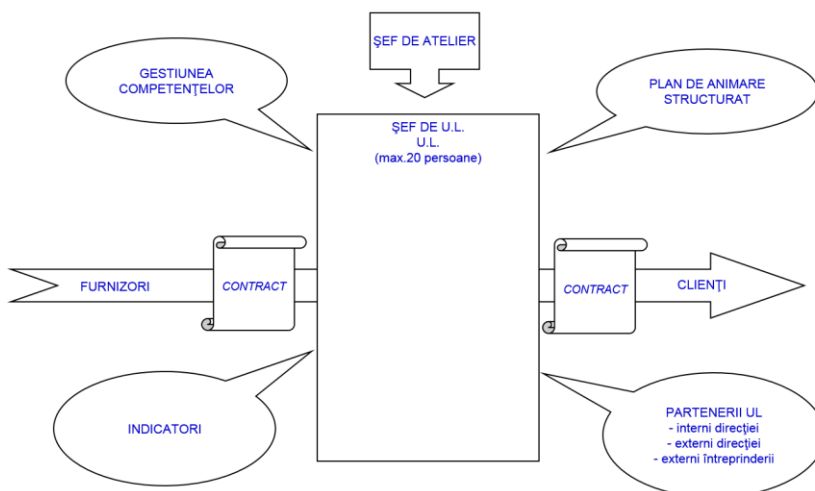 ŞEF DE ATELIER
GESTIUNEA
COMPETENŢELOR
PLAN DE ANIMARE
STRUCTURAT
ŞEF DE U.L.
U.L.
(max.20 persoane)
FURNIZORI
CONTRACT
CONTRACT
CLIENŢI
INDICATORI
PARTENERII UL
- interni direcţiei
- externi direcţiei
- externi întreprinderii